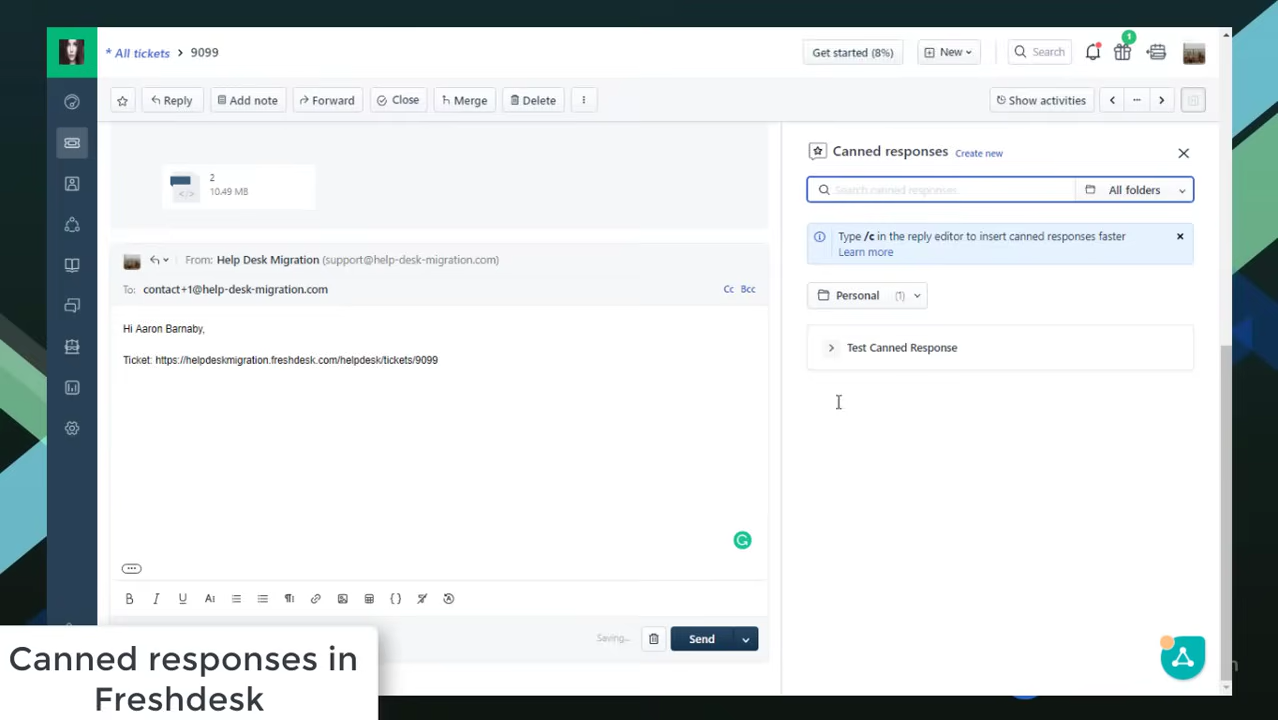 * All tickets > 9099
Get started (8%)
New
Search
1
Reply
Add note
Forward
Close
Merge
Delete
Show activities
2
10.49 MB
From: Help Desk Migration (support@help-desk-migration.com)
To: contact+1@help-desk-migration.com
Cc Bcc
Hi Aaron Barnaby,
Ticket: https://helpdeskmigration.freshdesk.com/helpdesk/tickets/9099
Saving...
Send
Canned responses Create new
Search canned responses
All folders
Type /c in the reply editor to insert canned responses faster
Learn more
Personal (1)
Test Canned Response
Canned responses in
Freshdesk